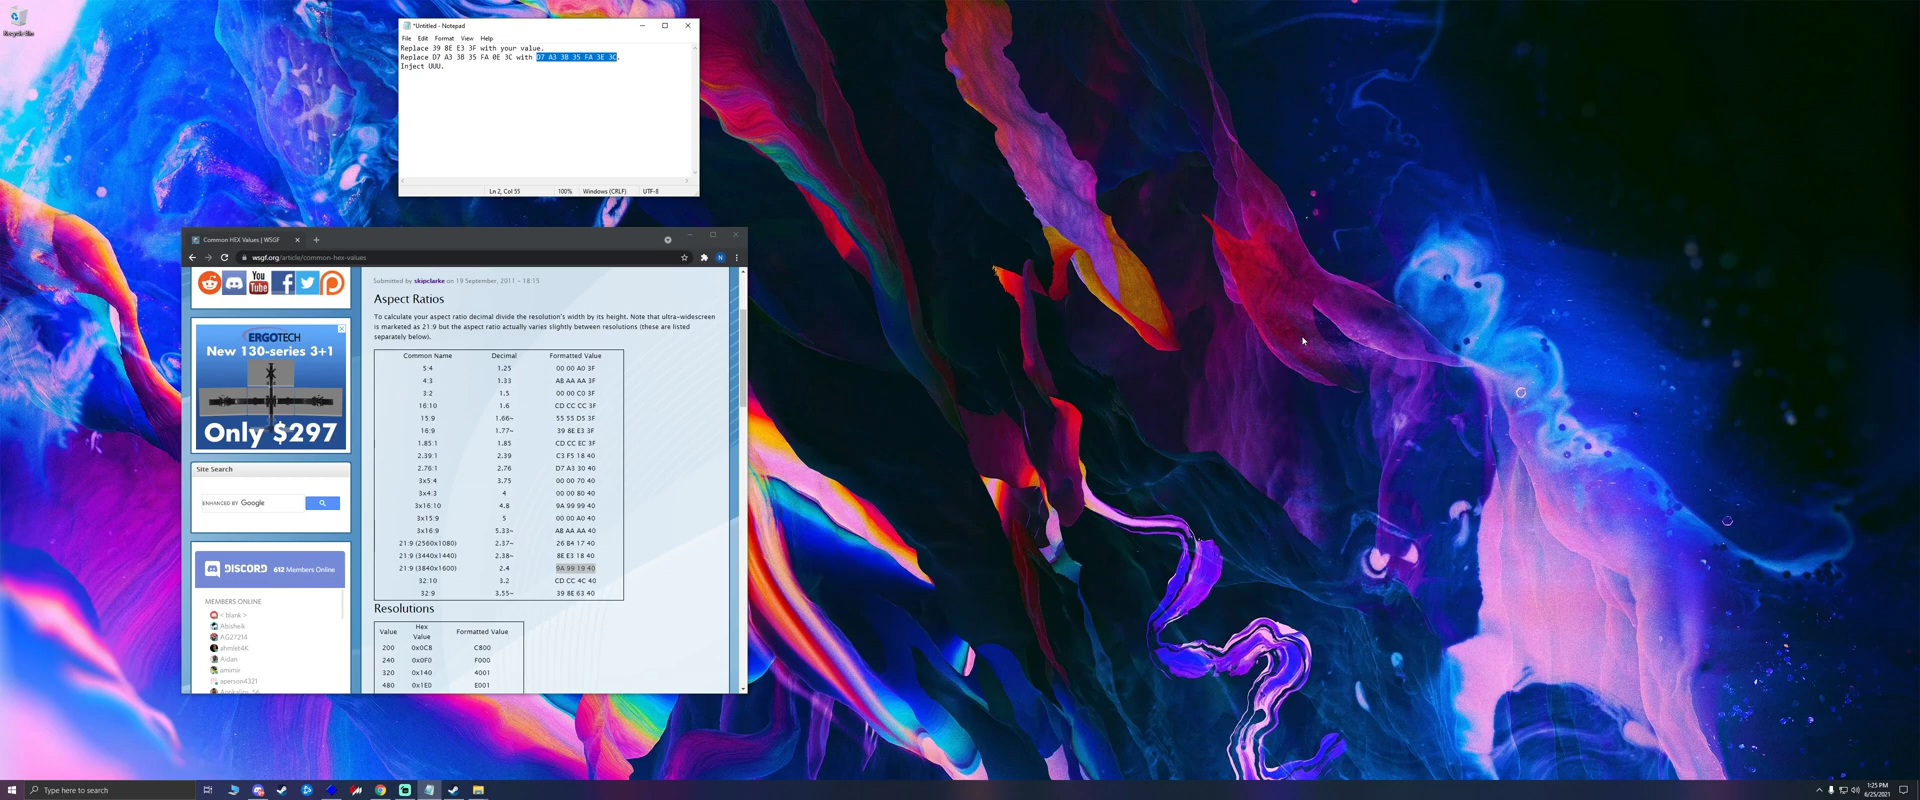 Recycle Bin
*Untitled - Notepad
File Edit Format View Help
Replace 39 8E E3 3F with your value.
Replace D7 A3 3B 35 FA 0E 3C with D7 A3 3B 35 FA 3E 3C.
Inject UUU.
Ln 2, Col 55 100% Windows (CRLF) UTF-8
Common HEX Values | WSGF
wsgf.org/article/common-hex-values
N
You
Tube
ERGOTECH
New 130-series 3+1
Only $297
Site Search
ENHANCED BY Google
DISCORD 612 Members Online
MEMBERS ONLINE
< blank >
Abisheik
AG27214
ahmlet4K
Aidan
amimir
aperson4321
Submitted by skipclarke on 19 September, 2011 - 18:15
Aspect Ratios
To calculate your aspect ratio decimal divide the resolution's width by its height. Note that ultra-widescreen
is marketed as 21:9 but the aspect ratio actually varies slightly between resolutions (these are listed
separately below).
Common Name Decimal Formatted Value
5:4 1.25 00 00 A0 3F
4:3 1.33 AB AA AA 3F
3:2 1.5 00 00 C0 3F
16:10 1.6 CD CC CC 3F
15:9 1.66~ 55 55 D5 3F
16:9 1.77~ 39 8E E3 3F
1.85:1 1.85 CD CC EC 3F
2.39:1 2.39 C3 F5 18 40
2.76:1 2.76 D7 A3 30 40
3x5:4 3.75 00 00 70 40
3x4:3 4 00 00 80 40
3x16:10 4.8 9A 99 99 40
3x15:9 5 00 00 A0 40
3x16:9 5.33~ AB AA AA 40
21:9 (2560x1080) 2.37~ 26 B4 17 40
21:9 (3440x1440) 2.38~ 8E E3 18 40
21:9 (3840x1600) 2.4 9A 99 19 40
32:10 3.2 CD CC 4C 40
32:9 3.55~ 39 8E 63 40
Resolutions
Value Hex Value Formatted Value
200 0x0C8 C800
240 0x0F0 F000
320 0x140 4001
480 0x1E0 E001
Type here to search
1:25 PM
6/25/2021